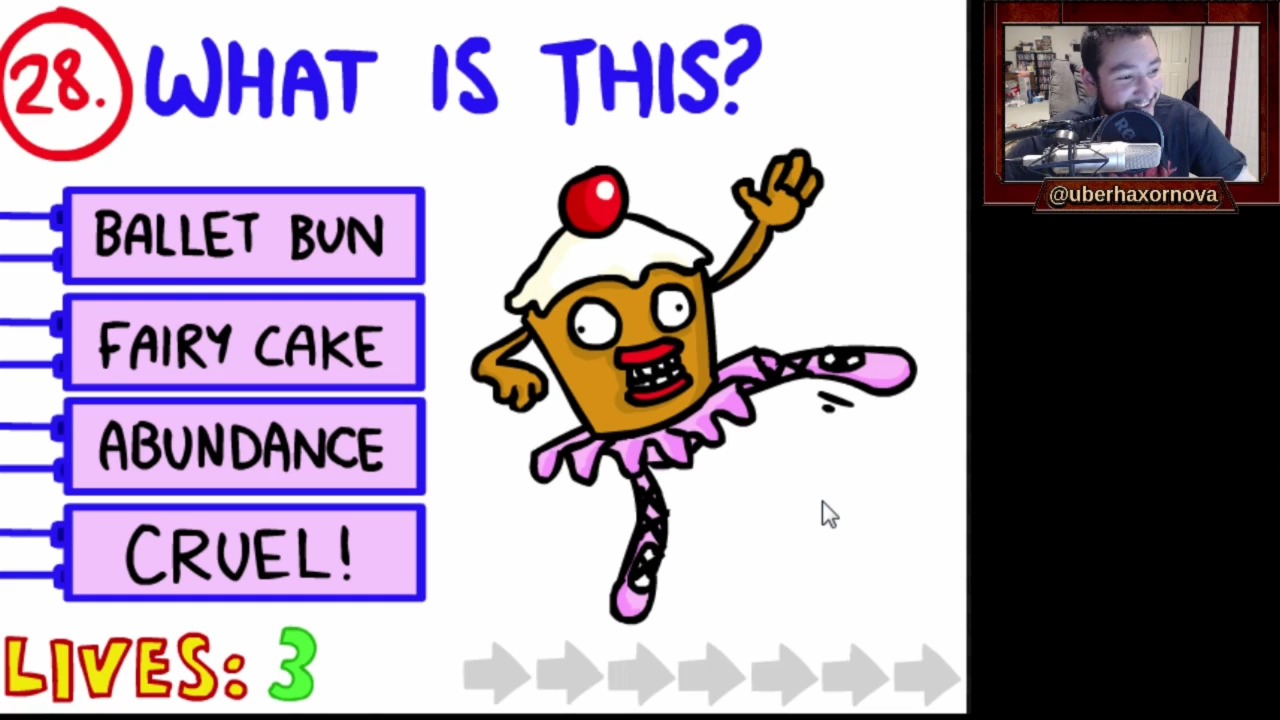 28. WHAT IS THIS?
BALLET BUN
FAIRY CAKE
ABUNDANCE
CRUEL!
LIVES: 3
@uberhaxornova